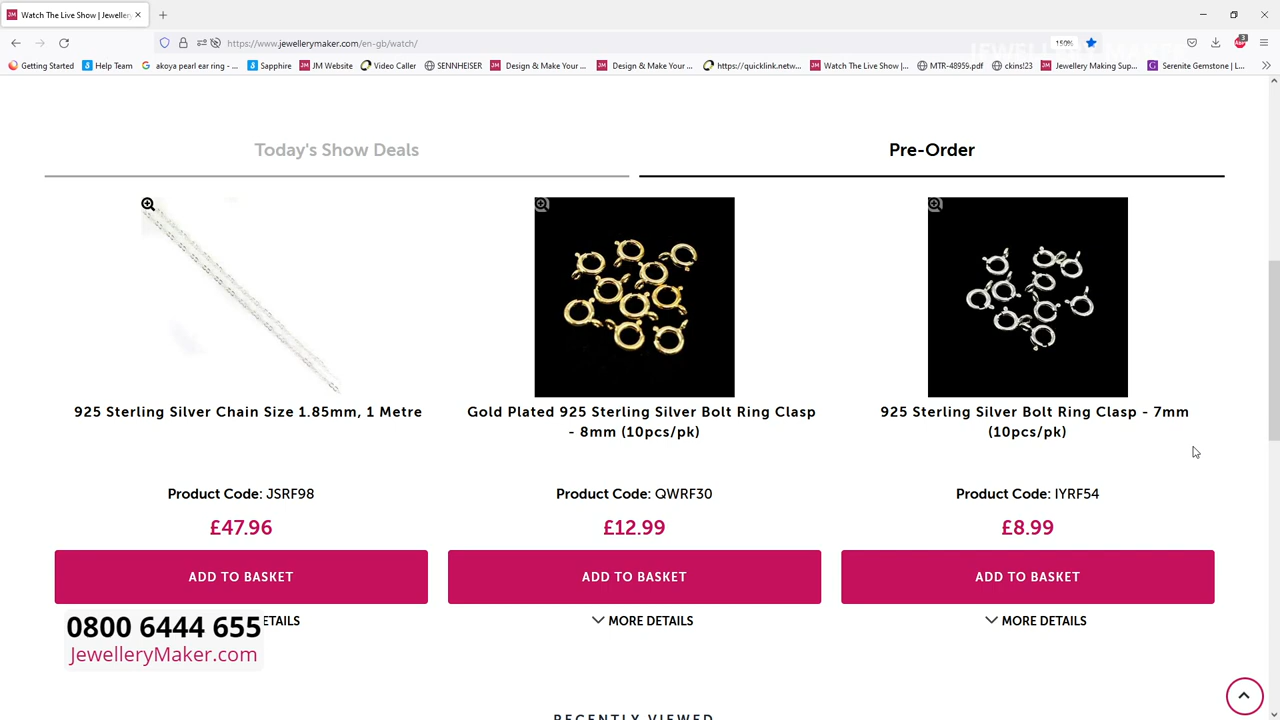 Watch The Live Show | Jeweller
https://www.jewellerymaker.com gb/watch/
150%
3
Getting Started
Help Team
akoya pearl ear ring - ...
Sapphire
JM Website
Video Caller
SENNHEISER
Design & Make Your ...
Design & Make Your ...
https://quicklink.netw...
Watch The Live Show |...
MTR-48959.pdf
ckins!23
Jewellery Making Sup...
Serenite Gemstone | L...
Today's Show Deals
Pre-Order
925 Sterling Silver Chain Size 1.85mm, 1 Metre
Product Code: JSRF98
£47.96
ADD TO BASKET
ETAILS
Gold Plated 925 Sterling Silver Bolt Ring Clasp
- 8mm (10pcs/pk)
Product Code: QWRF30
£12.99
ADD TO BASKET
MORE DETAILS
925 Sterling Silver Bolt Ring Clasp - 7mm
(10pcs/pk)
Product Code: IYRF54
£8.99
ADD TO BASKET
MORE DETAILS
0800 6444 655
JewelleryMaker.com
RECENTLY VIEWED